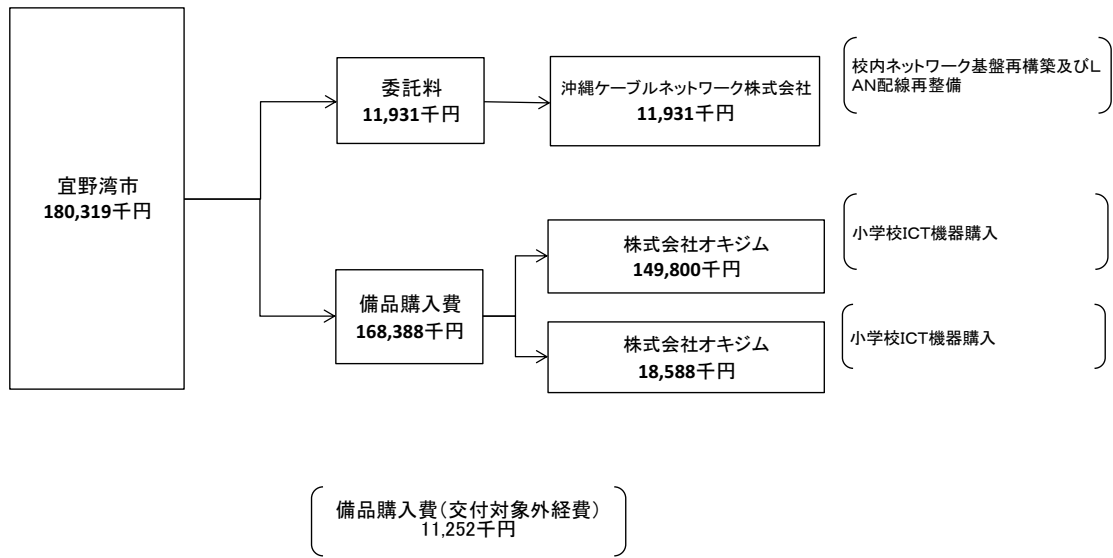 宜野湾市
180,319千円
委託料
11,931千円
沖縄ケーブルネットワーク株式会社
11,931千円
校内ネットワーク基盤再構築及びL
AN配線再整備
備品購入費
168,388千円
株式会社オキジム
149,800千円
小学校ICT機器購入
株式会社オキジム
18,588千円
小学校ICT機器購入
備品購入費(交付対象外経費)
11,252千円